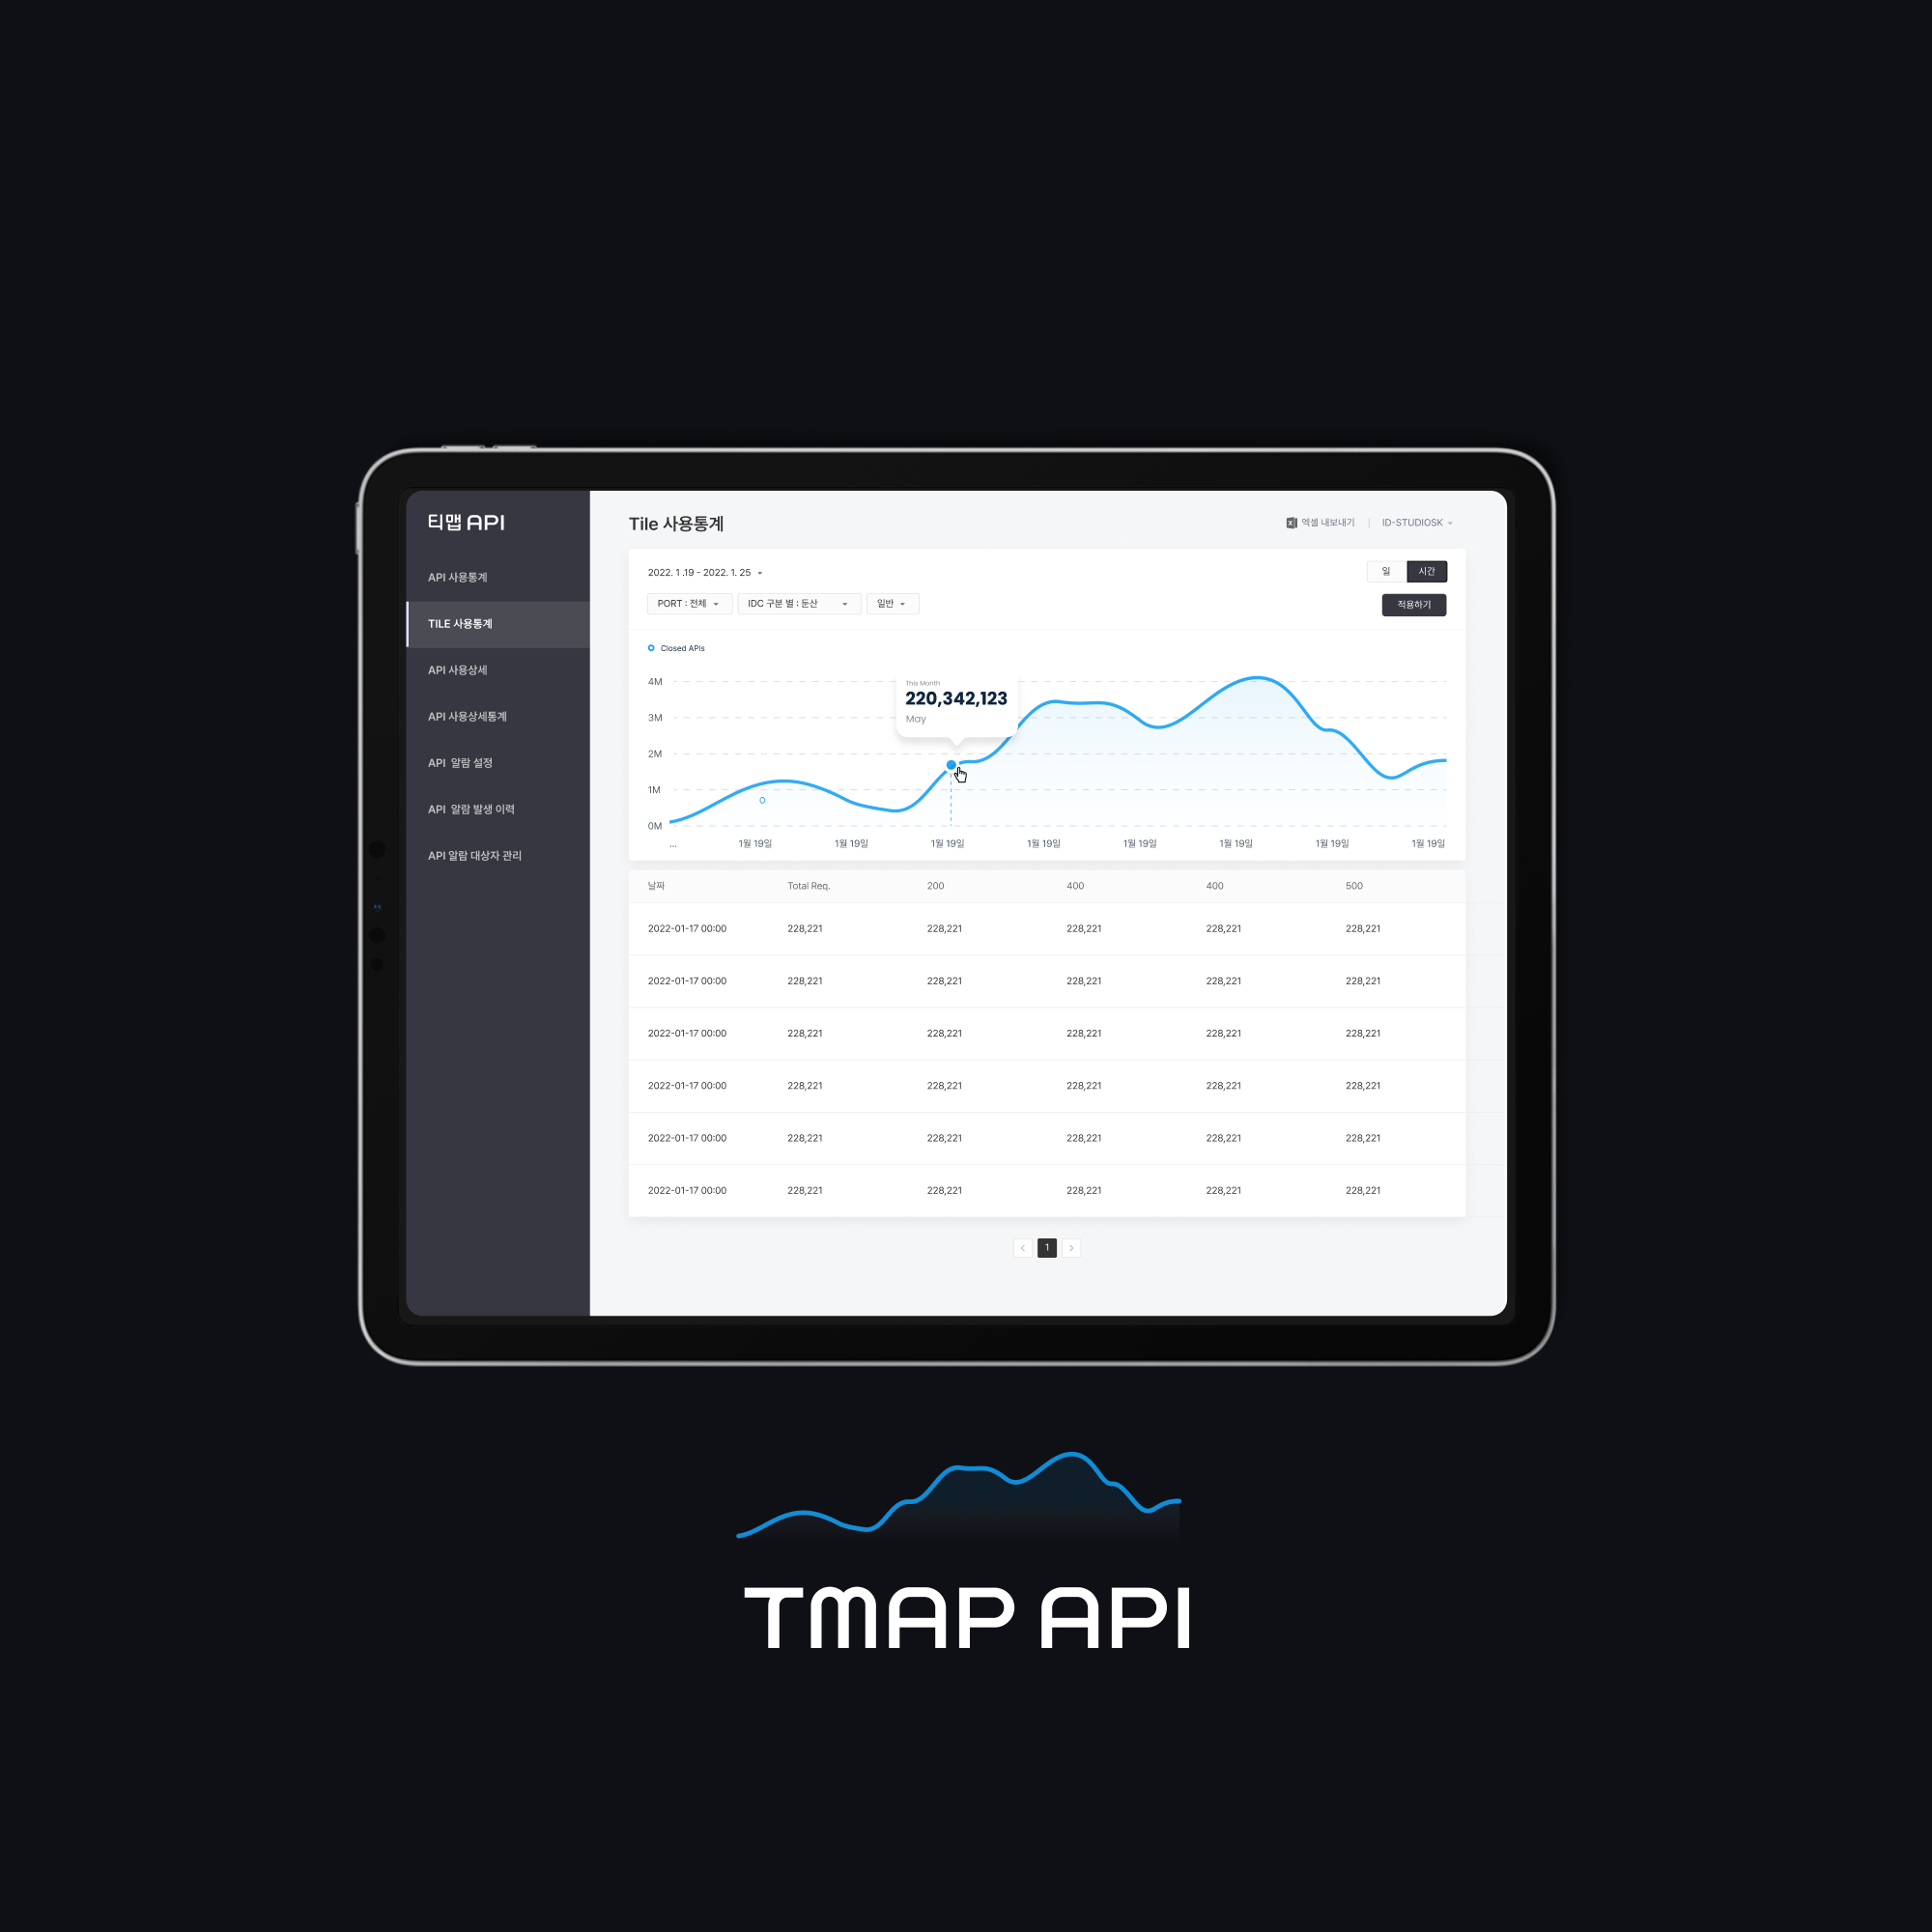 티맵 API
API 사용통계
TILE 사용통계
API 사용상세
API 사용상세통계
API 알람 설정
API 알람 발생 이력
API 알람 대상자 관리
Tile 사용통계
엑셀 내보내기 | ID-STUDIOSK
2022. 1 .19 - 2022. 1. 25
일 시간
PORT : 전체 IDC 구분 별 : 둔산 일반
적용하기
Closed APIs
This Month
220,342,123
May
4M
3M
2M
1M
0M
... 1월 19일 1월 19일 1월 19일 1월 19일 1월 19일 1월 19일 1월 19일 1월 19일
날짜 Total Req. 200 400 400 500
2022-01-17 00:00 228,221 228,221 228,221 228,221 228,221
2022-01-17 00:00 228,221 228,221 228,221 228,221 228,221
2022-01-17 00:00 228,221 228,221 228,221 228,221 228,221
2022-01-17 00:00 228,221 228,221 228,221 228,221 228,221
2022-01-17 00:00 228,221 228,221 228,221 228,221 228,221
2022-01-17 00:00 228,221 228,221 228,221 228,221 228,221
< 1 >
TMAP API